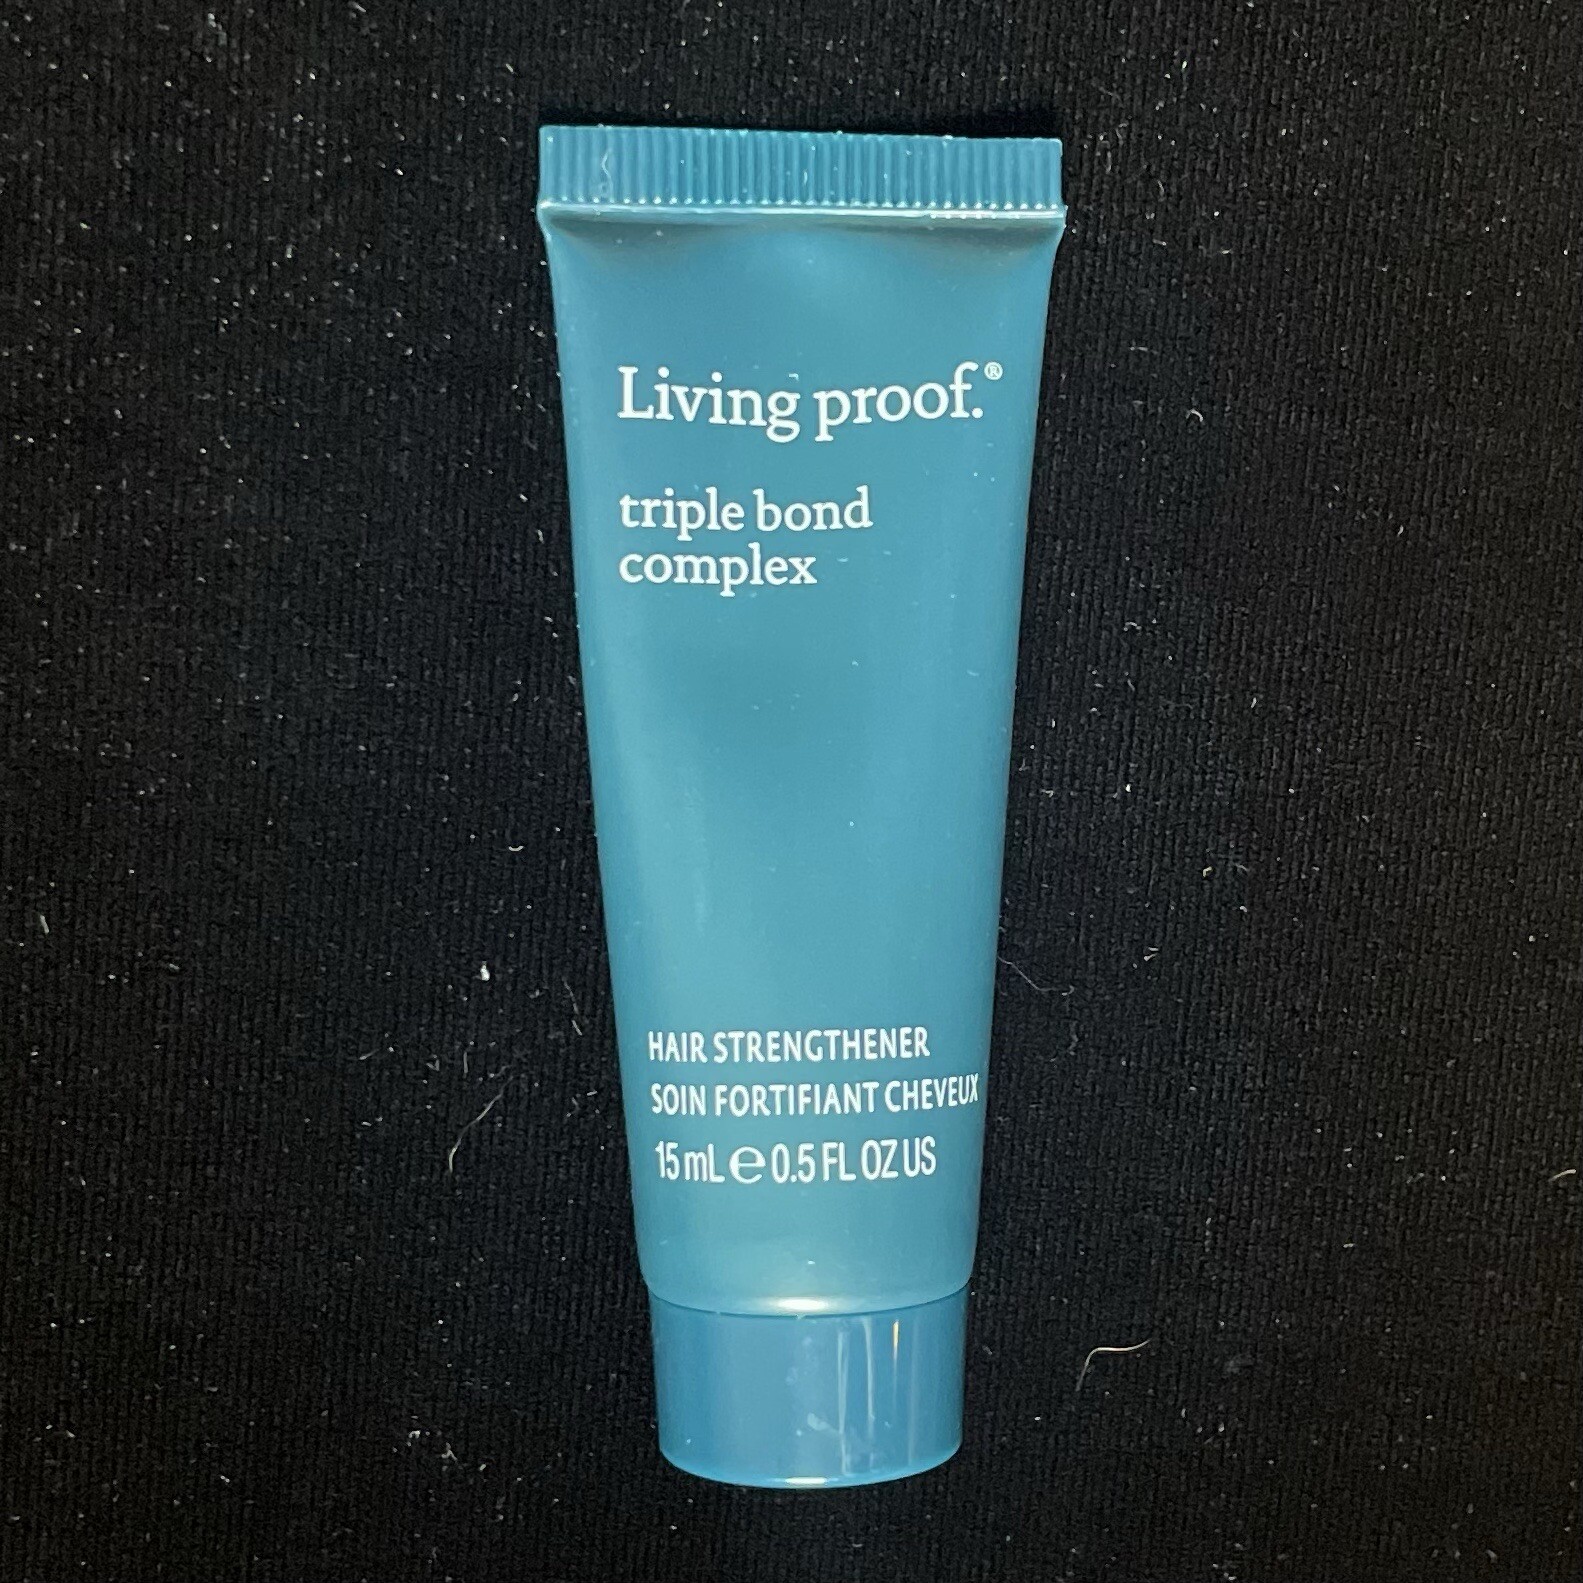 Living proof.®
triple bond
complex
HAIR STRENGTHENER
SOIN FORTIFIANT CHEVEUX
15 mL ℮ 0.5 FL OZ US